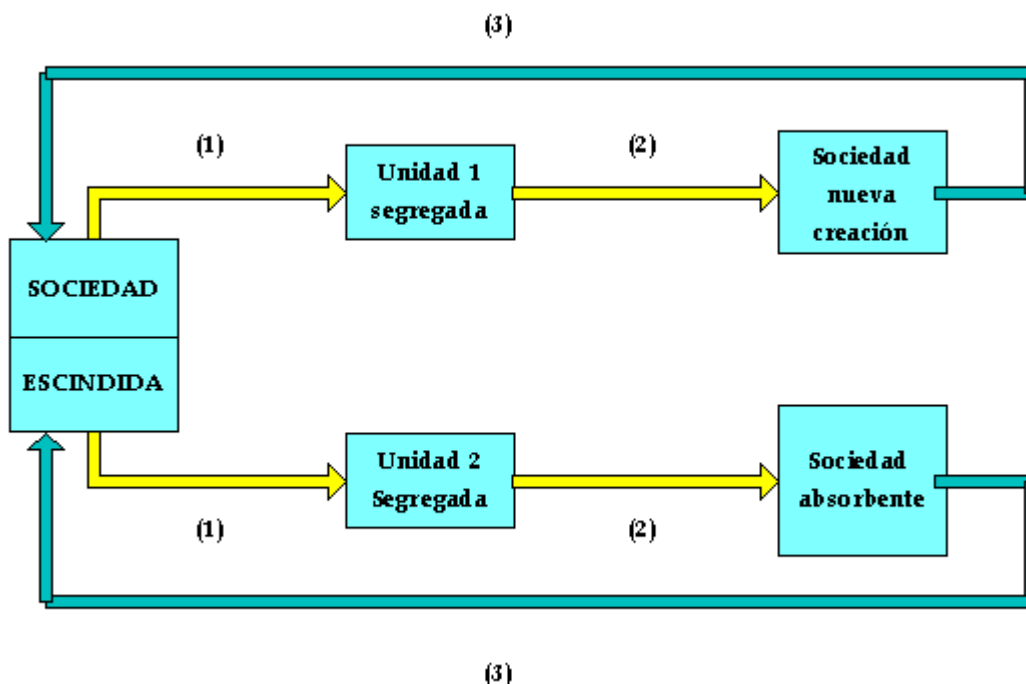 (3)
(1)
(2)
Unidad 1
segregada
Sociedad
nueva
creación
SOCIEDAD
ESCINDIDA
Unidad 2
Segregada
Sociedad
absorbente
(1)
(2)
(3)